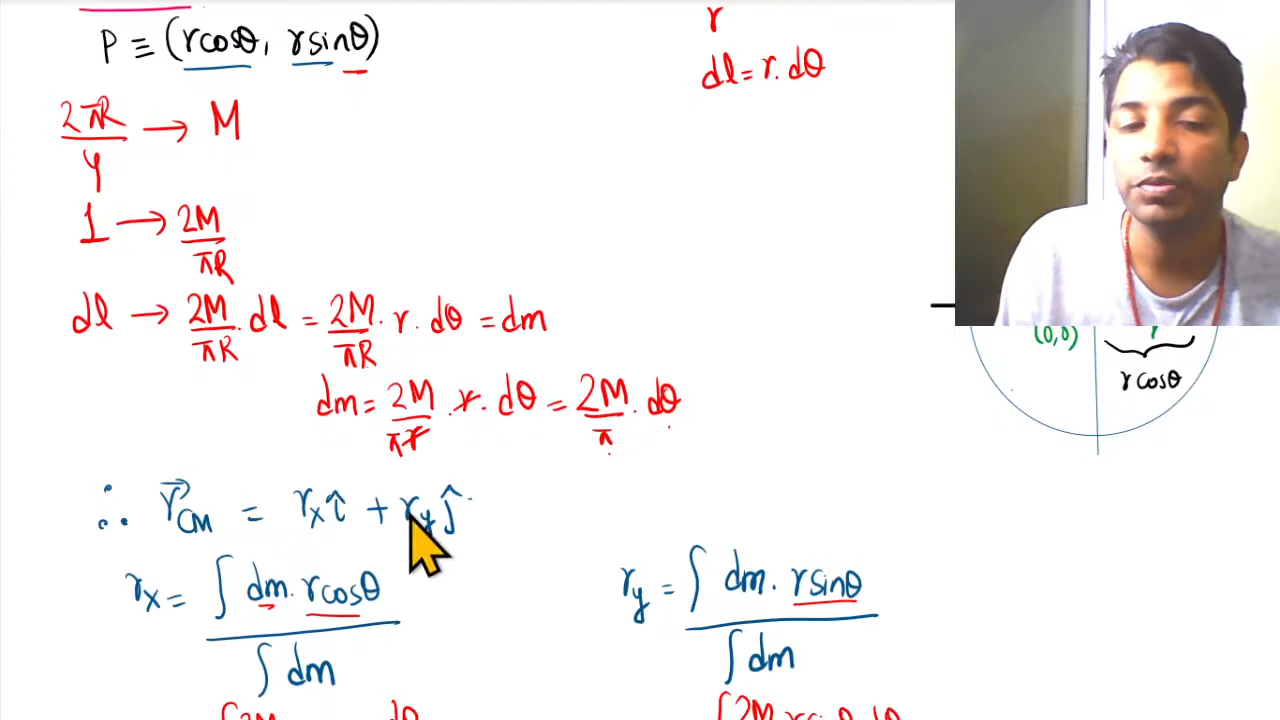 P ≡ (rcosθ, rsinθ)
r
dl = r. dθ
2πR/4 → M
1 → 2M/πR
dl → 2M/πR . dl = 2M/πR . r . dθ = dm
dm = 2M/πr . r . dθ = 2M/π . dθ
(0,0)
r cosθ
∴ r⃗CM = rx î + ry ĵ
rx = ∫ dm. rcosθ / ∫ dm
ry = ∫ dm. rsinθ / ∫ dm